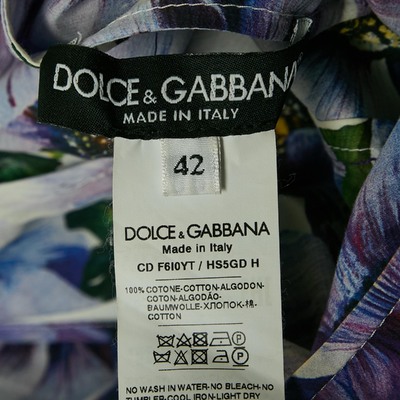 DOLCE & GABBANA
MADE IN ITALY
42
DOLCE & GABBANA
Made in Italy
CD F6I0YT / HS5GD H
100% COTONE-COTTON-ALGODON-
COTON-ALGODÃO-
BAUMWOLLE-ХЛОПОК-棉-
COTTON
NO WASH IN WATER-NO BLEACH-NO
TUMBLER-COOL IRON-LIGHT DRY